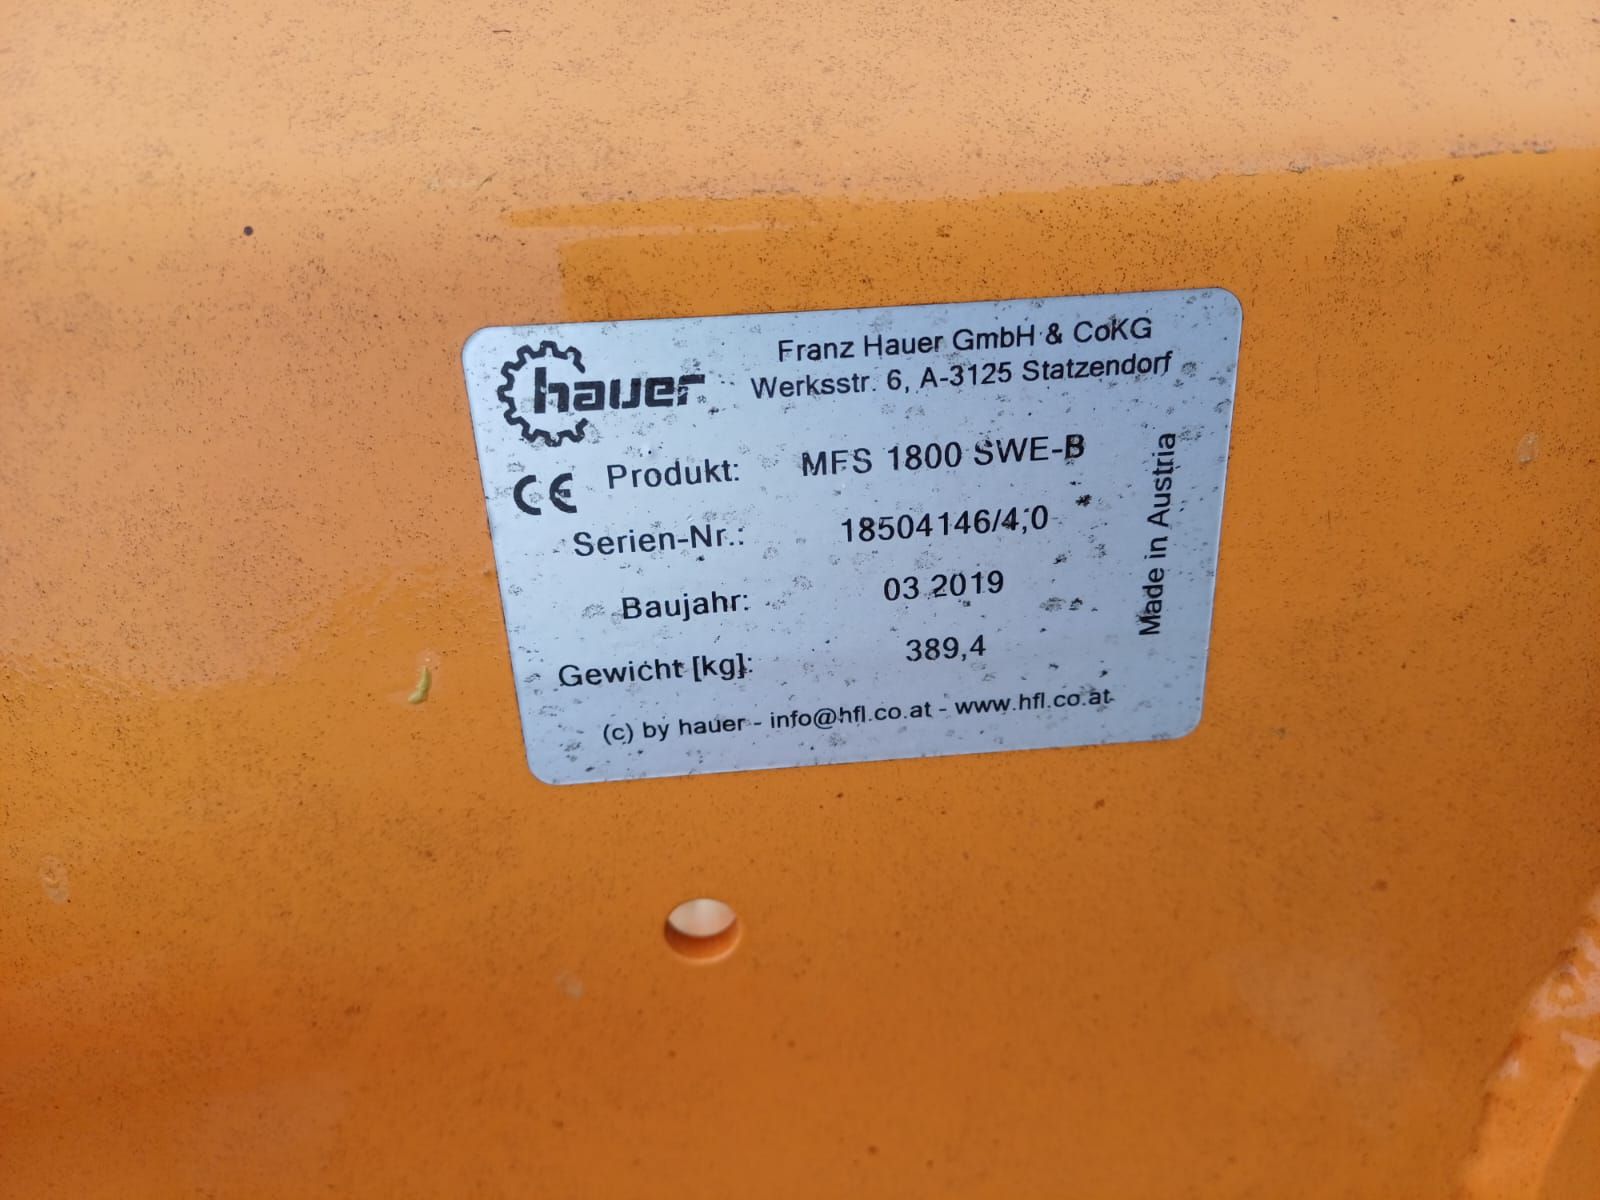 hauer
Franz Hauer GmbH & CoKG
Werksstr. 6, A-3125 Statzendorf
CE
Produkt: MFS 1800 SWE-B
Serien-Nr.: 18504146/4,0
Baujahr: 03.2019
Gewicht [kg]: 389,4
(c) by hauer - info@hfl.co.at - www.hfl.co.at
Made in Austria